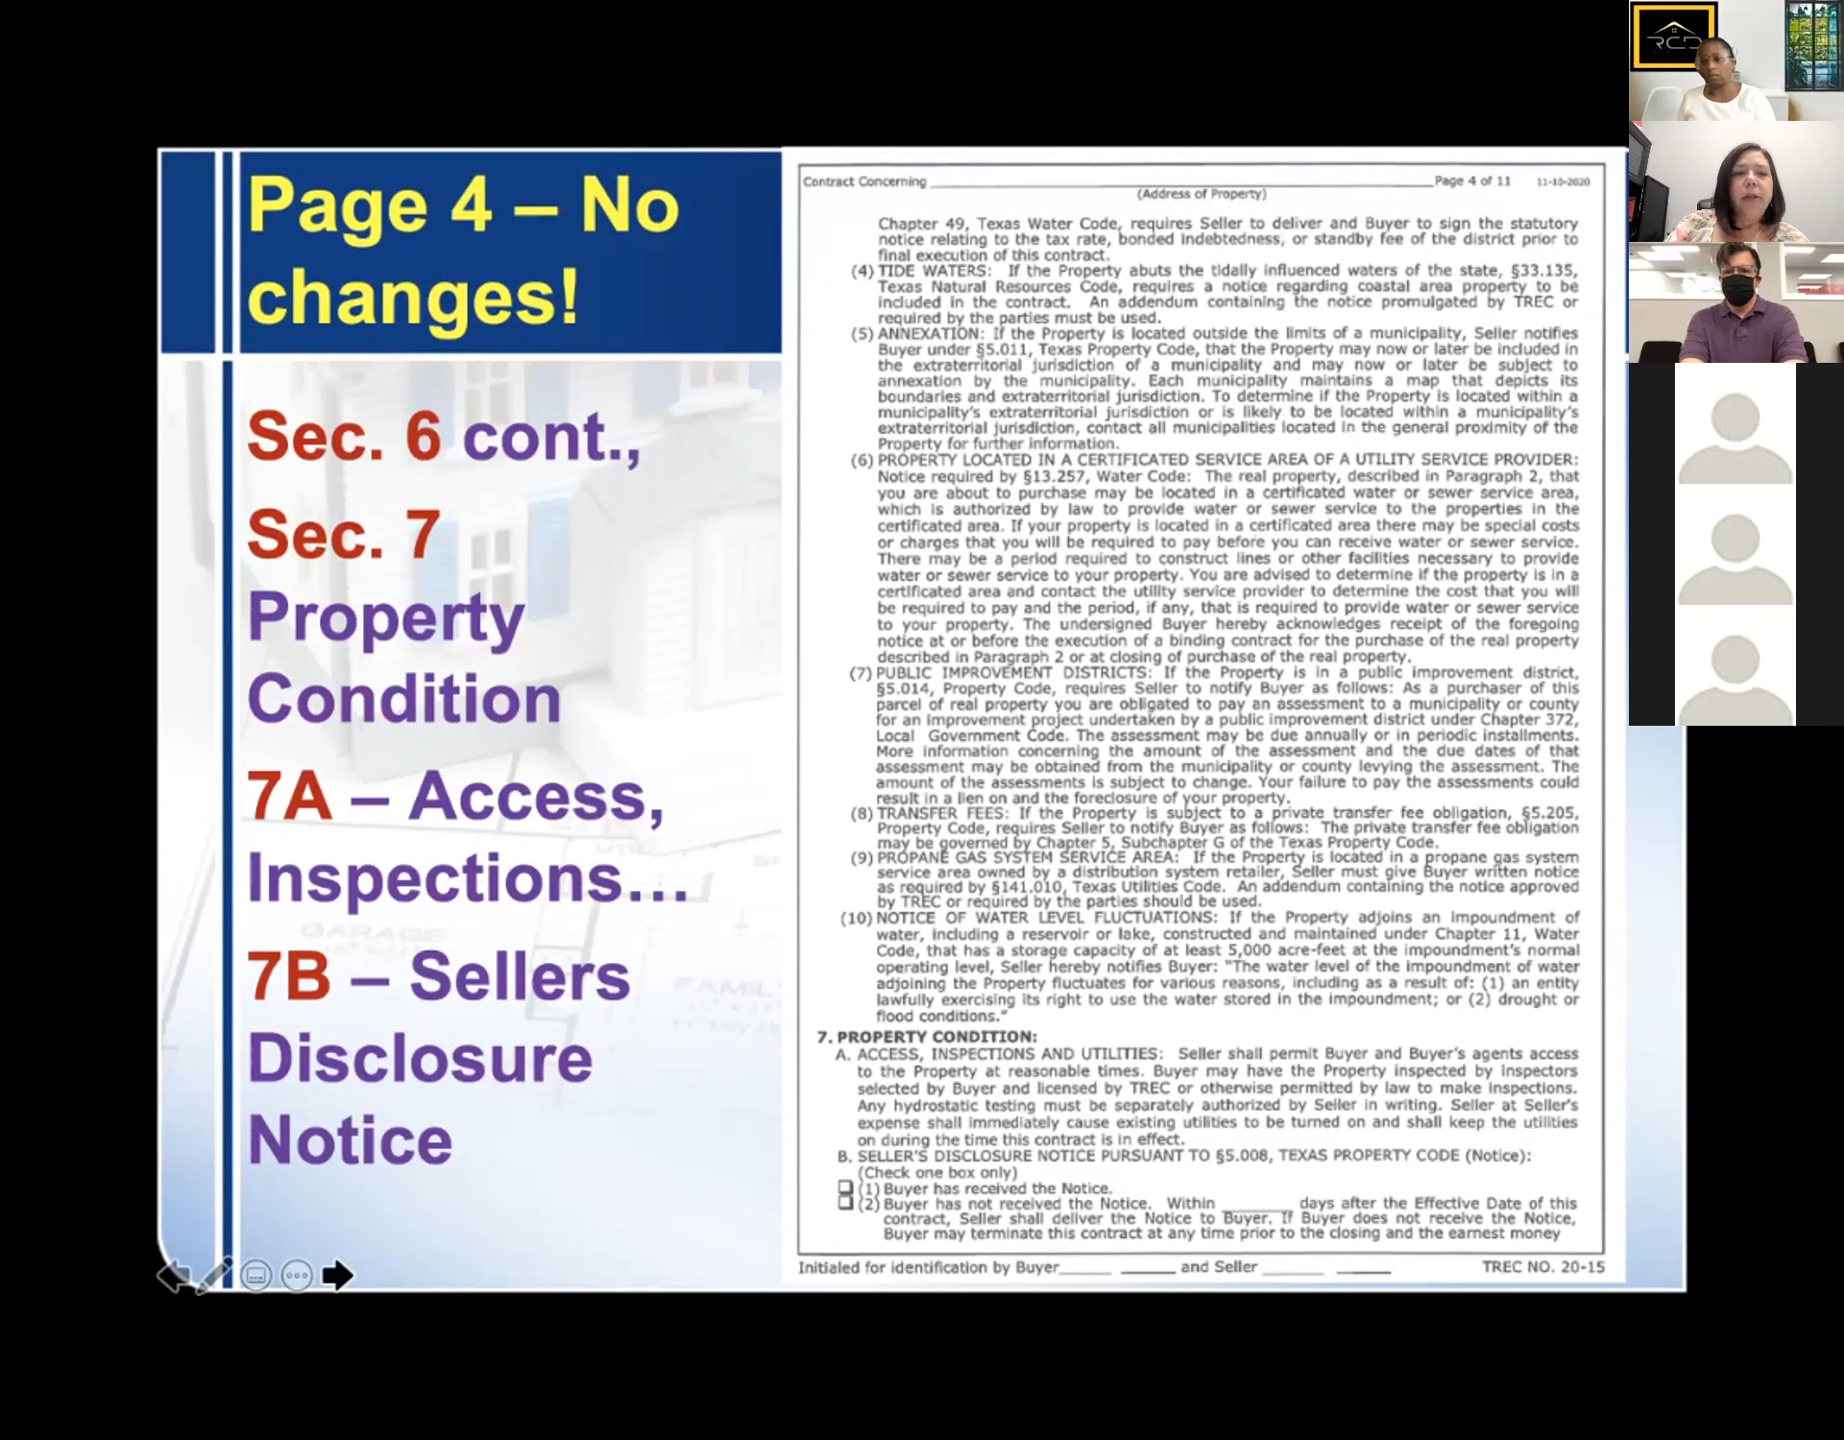 Page 4 – No
changes!
Sec. 6 cont.,
Sec. 7
Property
Condition
7A – Access,
Inspections...
7B – Sellers
Disclosure
Notice
Contract Concerning ______ Page 4 of 11 11-10-2020
(Address of Property)
Chapter 49, Texas Water Code, requires Seller to deliver and Buyer to sign the statutory
notice relating to the tax rate, bonded indebtedness, or standby fee of the district prior to
final execution of this contract.
(4) TIDE WATERS: If the Property abuts the tidally influenced waters of the state, §33.135,
Texas Natural Resources Code, requires a notice regarding coastal area property to be
included in the contract. An addendum containing the notice promulgated by TREC or
required by the parties must be used.
(5) ANNEXATION: If the Property is located outside the limits of a municipality, Seller notifies
Buyer under §5.011, Texas Property Code, that the Property may now or later be included in
the extraterritorial jurisdiction of a municipality and may now or later be subject to
annexation by the municipality. Each municipality maintains a map that depicts its
boundaries and extraterritorial jurisdiction. To determine if the Property is located within a
municipality's extraterritorial jurisdiction or is likely to be located within a municipality's
extraterritorial jurisdiction, contact all municipalities located in the general proximity of the
Property for further information.
(6) PROPERTY LOCATED IN A CERTIFICATED SERVICE AREA OF A UTILITY SERVICE PROVIDER:
Notice required by §13.257, Water Code: The real property, described in Paragraph 2, that
you are about to purchase may be located in a certificated water or sewer service area,
which is authorized by law to provide water or sewer service to the properties in the
certificated area. If your property is located in a certificated area there may be special costs
or charges that you will be required to pay before you can receive water or sewer service.
There may be a period required to construct lines or other facilities necessary to provide
water or sewer service to your property. You are advised to determine if the property is in a
certificated area and contact the utility service provider to determine the cost that you will
be required to pay and the period, if any, that is required to provide water or sewer service
to your property. The undersigned Buyer hereby acknowledges receipt of the foregoing
notice at or before the execution of a binding contract for the purchase of the real property
described in Paragraph 2 or at closing of purchase of the real property.
(7) PUBLIC IMPROVEMENT DISTRICTS: If the Property is in a public improvement district,
§5.014, Property Code, requires Seller to notify Buyer as follows: As a purchaser of this
parcel of real property you are obligated to pay an assessment to a municipality or county
for an improvement project undertaken by a public improvement district under Chapter 372,
Local Government Code. The assessment may be due annually or in periodic installments.
More information concerning the amount of the assessment and the due dates of that
assessment may be obtained from the municipality or county levying the assessment. The
amount of the assessments is subject to change. Your failure to pay the assessments could
result in a lien on and the foreclosure of your property.
(8) TRANSFER FEES: If the Property is subject to a private transfer fee obligation, §5.205,
Property Code, requires Seller to notify Buyer as follows: The private transfer fee obligation
may be governed by Chapter 5, Subchapter G of the Texas Property Code.
(9) PROPANE GAS SYSTEM SERVICE AREA: If the Property is located in a propane gas system
service area owned by a distribution system retailer, Seller must give Buyer written notice
as required by §141.010, Texas Utilities Code. An addendum containing the notice approved
by TREC or required by the parties should be used.
(10) NOTICE OF WATER LEVEL FLUCTUATIONS: If the Property adjoins an impoundment of
water, including a reservoir or lake, constructed and maintained under Chapter 11, Water
Code, that has a storage capacity of at least 5,000 acre-feet at the impoundment's normal
operating level, Seller hereby notifies Buyer: "The water level of the impoundment of water
adjoining the Property fluctuates for various reasons, including as a result of: (1) an entity
lawfully exercising its right to use the water stored in the impoundment; or (2) drought or
flood conditions."
7. PROPERTY CONDITION:
A. ACCESS, INSPECTIONS AND UTILITIES: Seller shall permit Buyer and Buyer's agents access
to the Property at reasonable times. Buyer may have the Property inspected by inspectors
selected by Buyer and licensed by TREC or otherwise permitted by law to make inspections.
Any hydrostatic testing must be separately authorized by Seller in writing. Seller at Seller's
expense shall immediately cause existing utilities to be turned on and shall keep the utilities
on during the time this contract is in effect.
B. SELLER'S DISCLOSURE NOTICE PURSUANT TO §5.008, TEXAS PROPERTY CODE (Notice):
(Check one box only)
(1) Buyer has received the Notice.
(2) Buyer has not received the Notice. Within ______ days after the Effective Date of this
contract, Seller shall deliver the Notice to Buyer. If Buyer does not receive the Notice,
Buyer may terminate this contract at any time prior to the closing and the earnest money
Initialed for identification by Buyer______ ______ and Seller ______ ______ TREC NO. 20-15
RCD
GARAGE